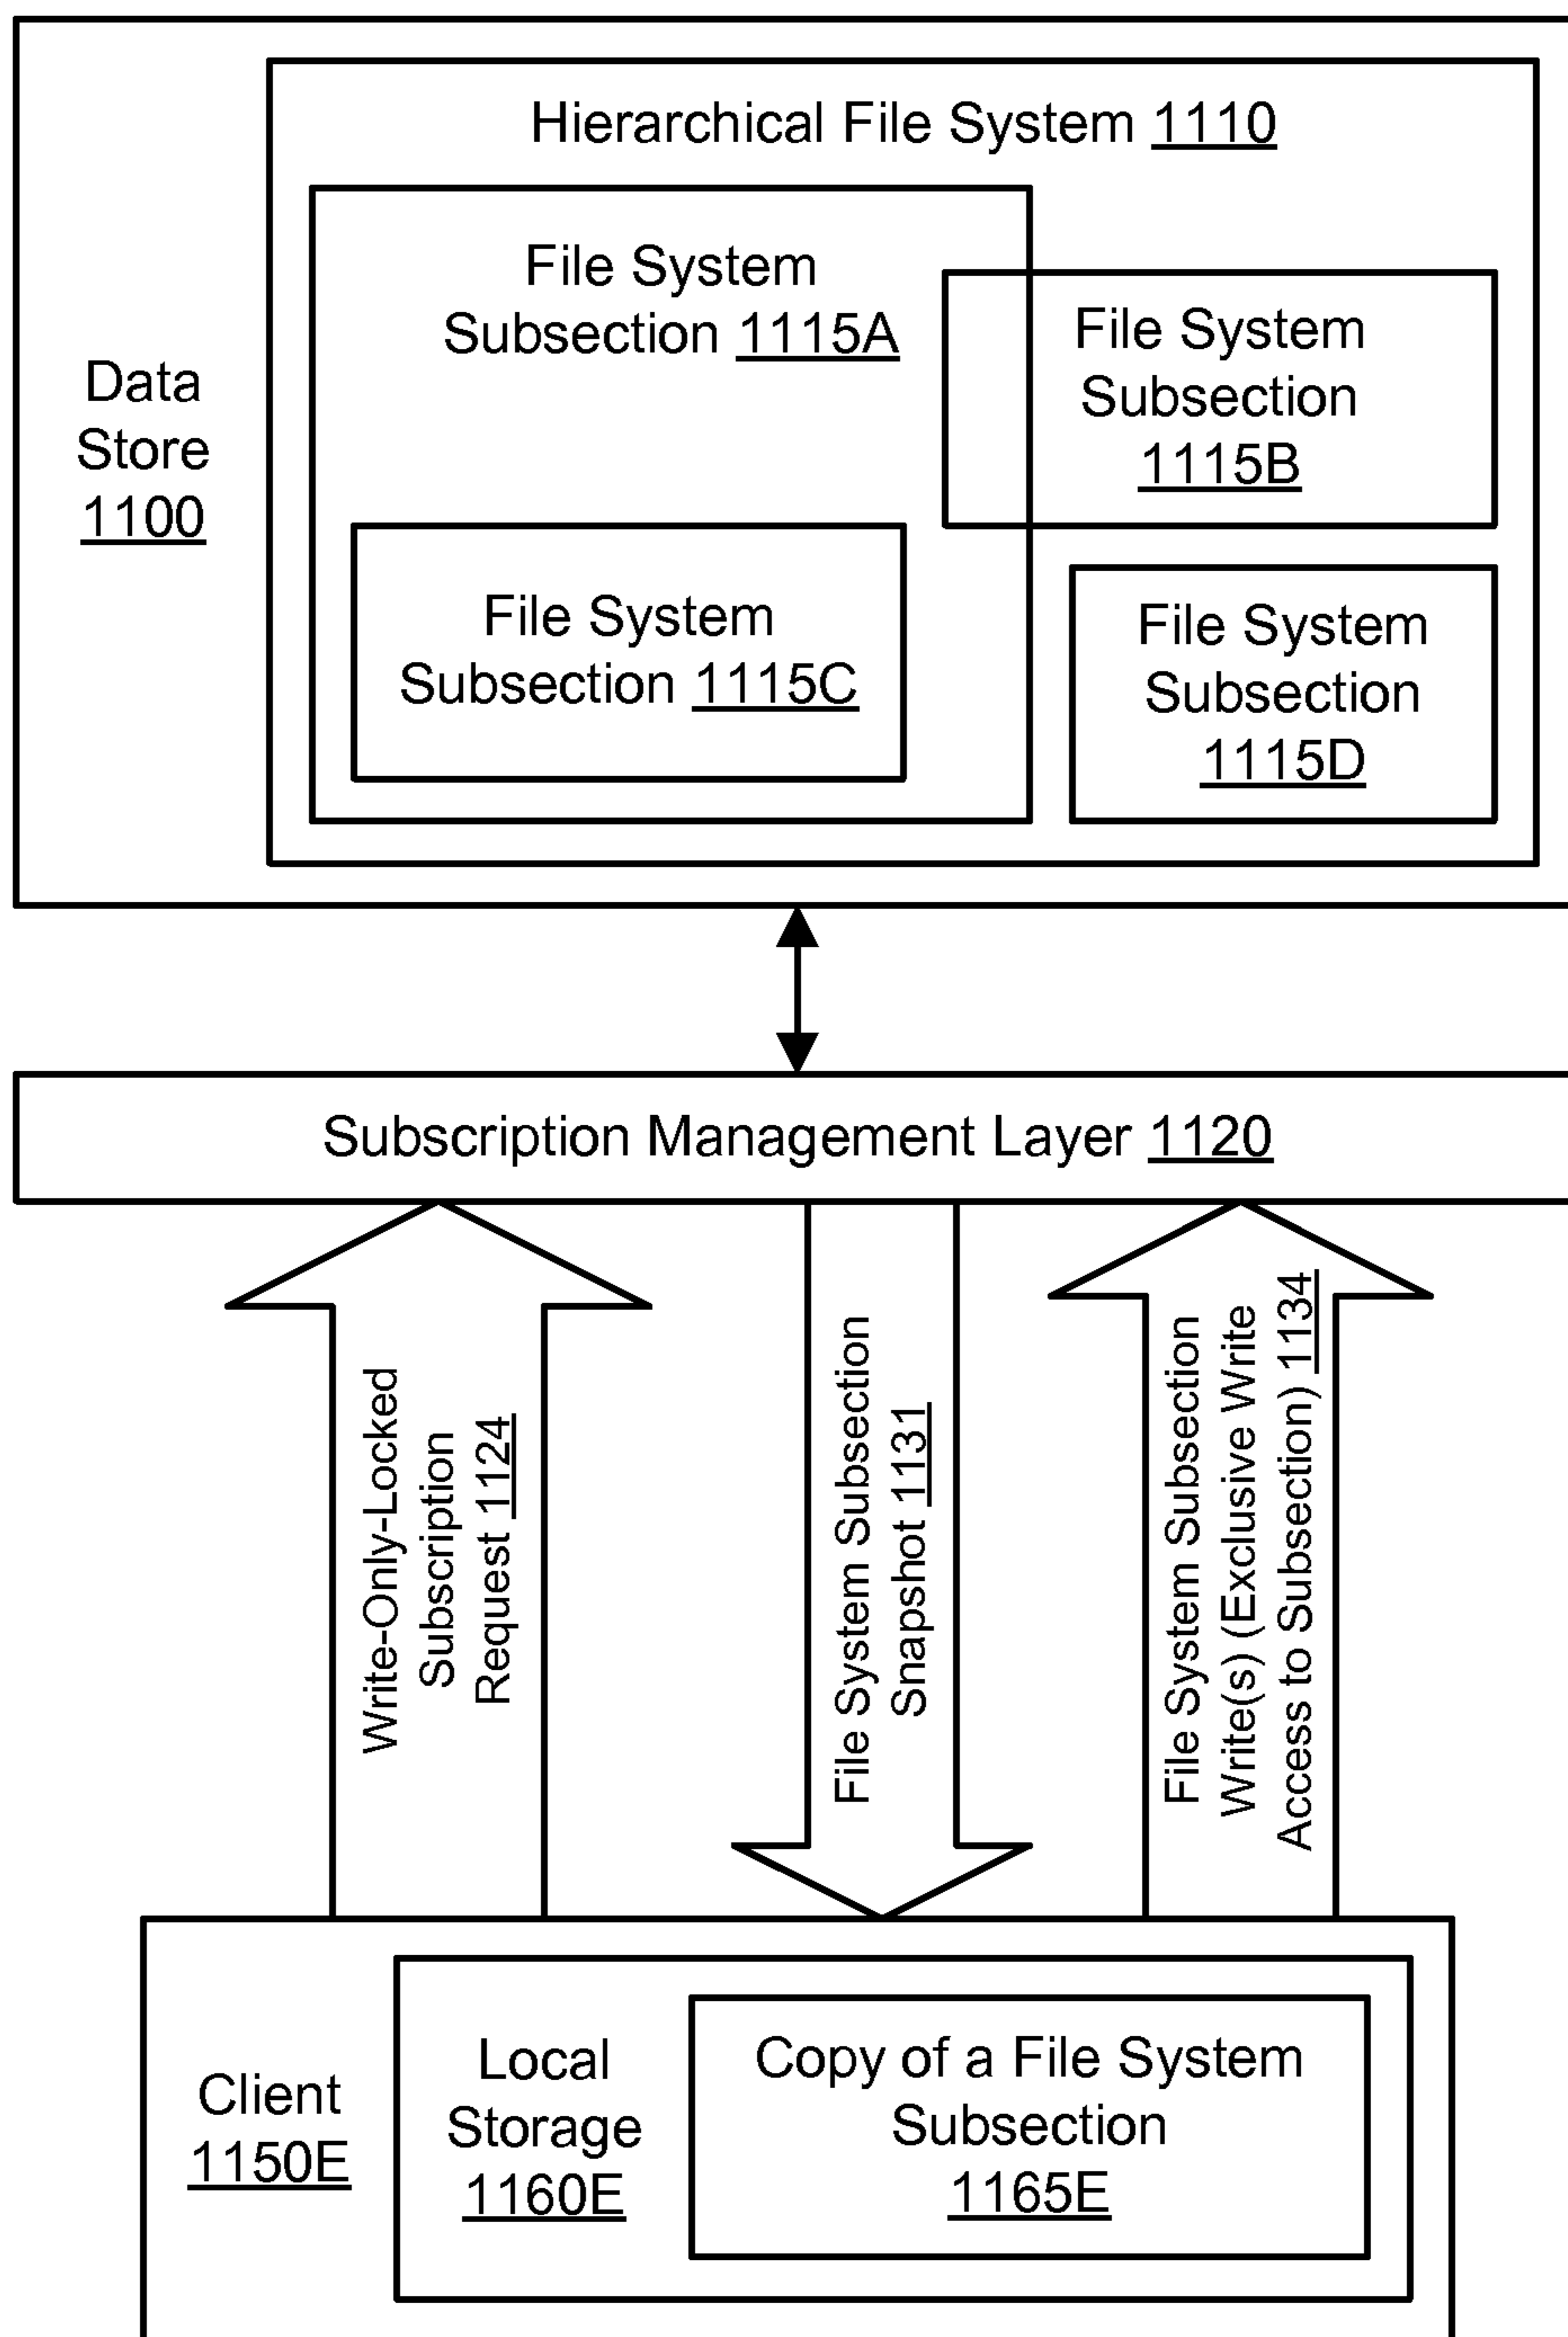 Hierarchical File System 1110
File System
Subsection 1115A
File System
Subsection
1115B
Data
Store
1100
File System
Subsection 1115C
File System
Subsection
1115D
Subscription Management Layer 1120
Write-Only-Locked
Subscription
Request 1124
File System Subsection
Snapshot 1131
File System Subsection
Write(s) (Exclusive Write
Access to Subsection) 1134
Client
1150E
Local
Storage
1160E
Copy of a File System
Subsection
1165E